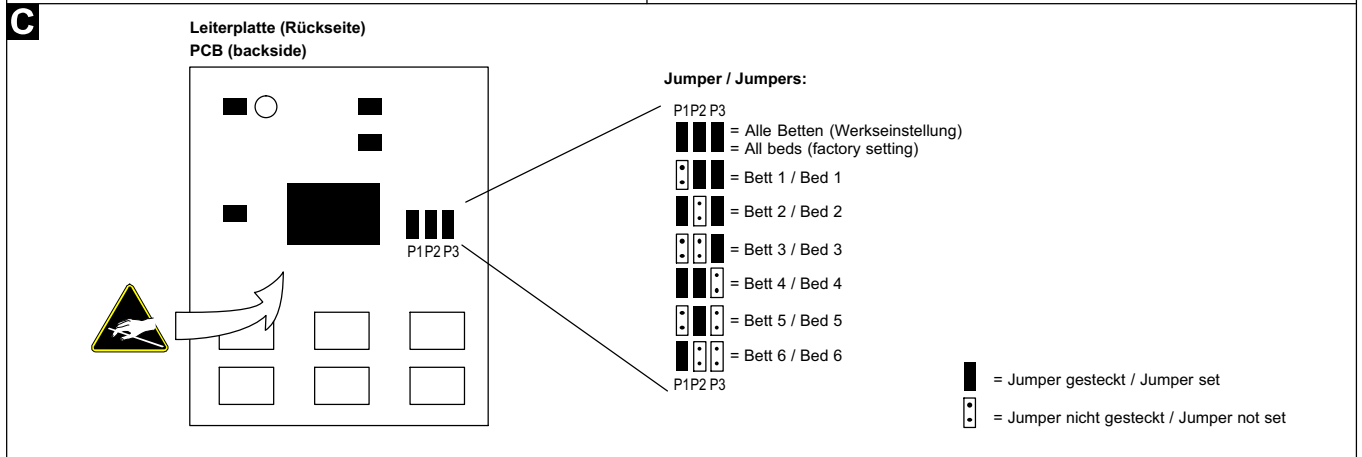 C
Leiterplatte (Rückseite)
PCB (backside)
P1P2 P3
Jumper / Jumpers:
P1P2 P3
= Alle Betten (Werkseinstellung)
= All beds (factory setting)
= Bett 1 / Bed 1
= Bett 2 / Bed 2
= Bett 3 / Bed 3
= Bett 4 / Bed 4
= Bett 5 / Bed 5
= Bett 6 / Bed 6
P1P2 P3
= Jumper gesteckt / Jumper set
= Jumper nicht gesteckt / Jumper not set